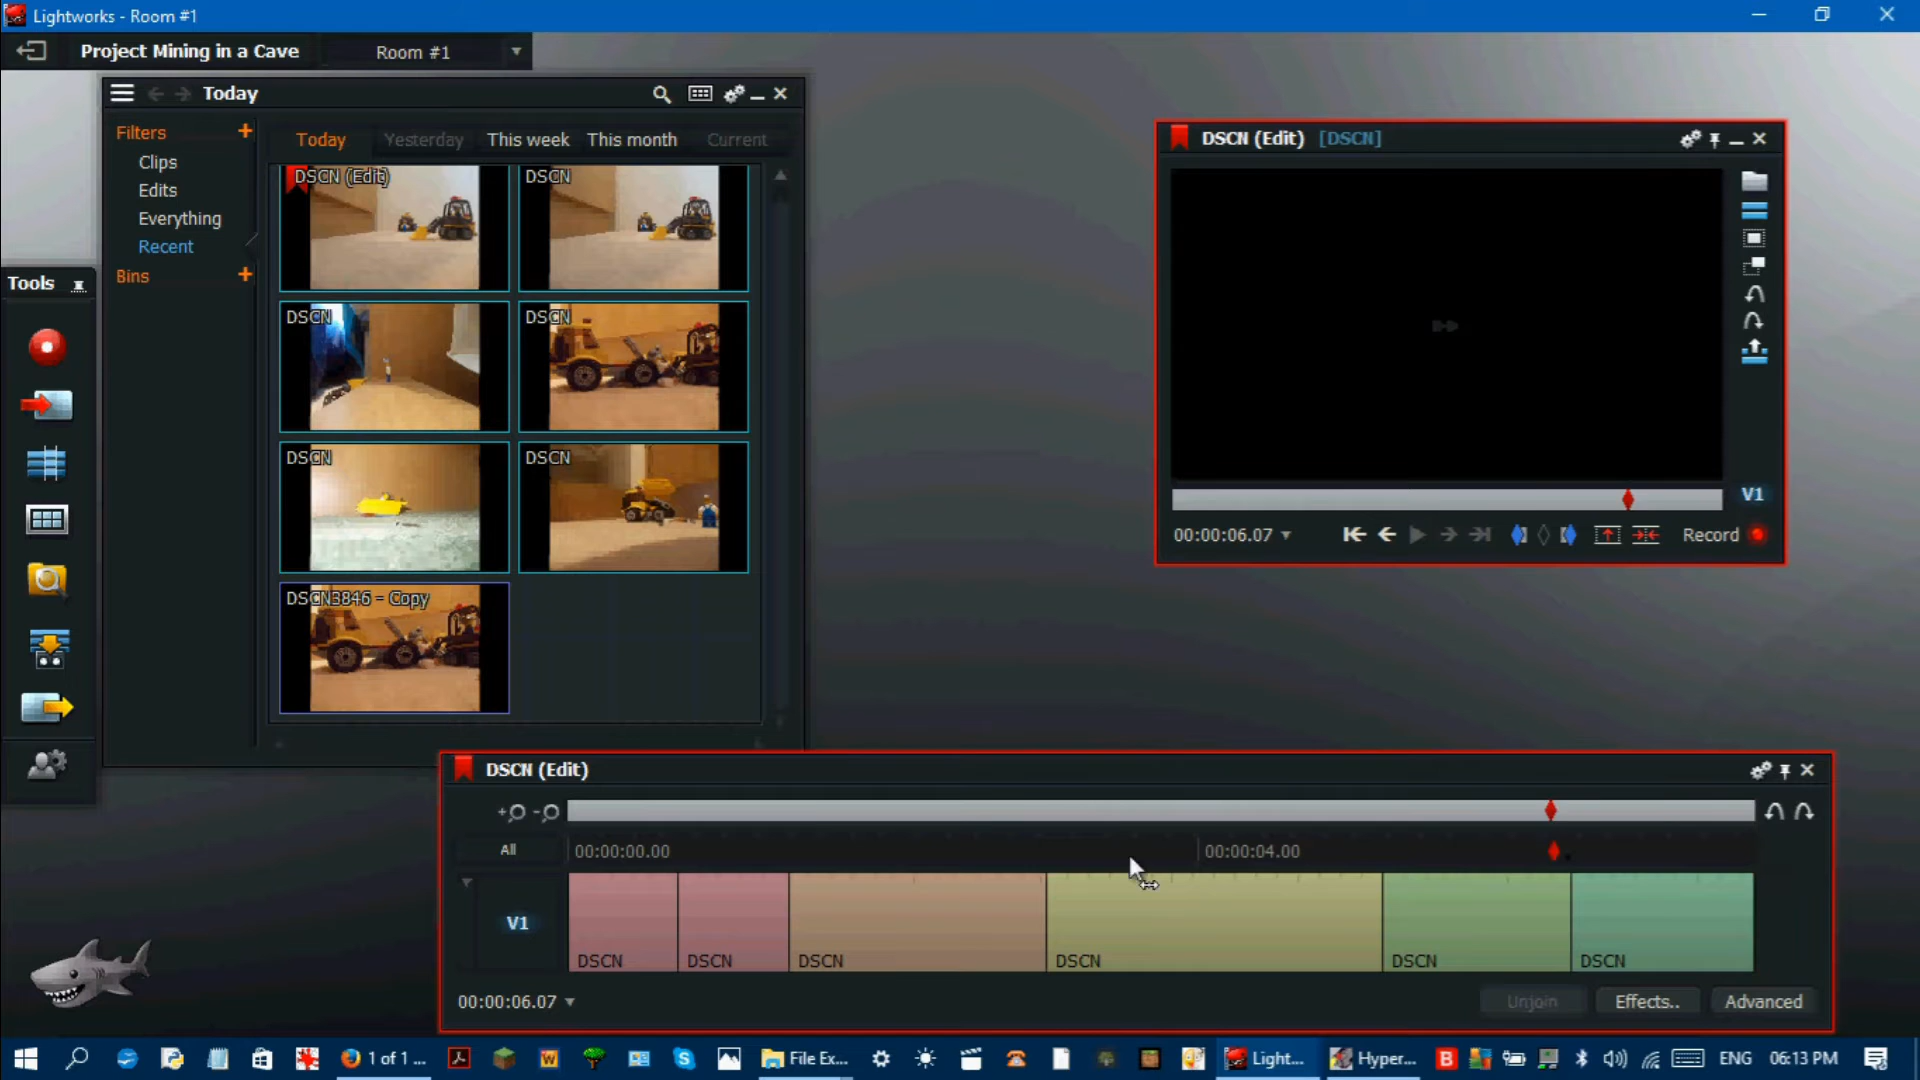 Lightworks - Room #1
Project Mining in a Cave
Room #1
Today
Filters +
Clips
Edits
Everything
Recent
Bins +
Today Yesterday This week This month Current
DSCN (Edit)
DSCN
DSCN
DSCN
DSCN
DSCN
DSCN3846 - Copy
Tools
DSCN (Edit) [DSCN]
V1
00:00:06.07
Record
DSCN (Edit)
All
00:00:00.00
00:00:04.00
V1
DSCN
DSCN
DSCN
DSCN
DSCN
DSCN
00:00:06.07
Unjoin
Effects..
Advanced
1 of 1 ...
File Ex...
Light...
Hyper...
ENG
06:13 PM